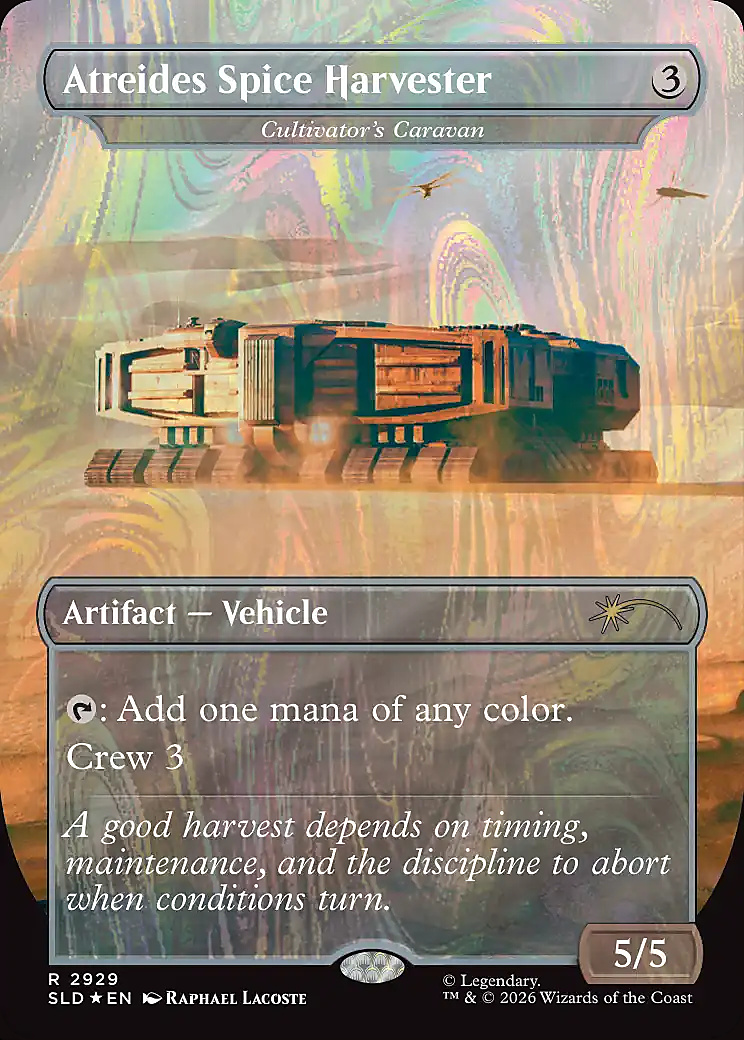 Atreides Spice Harvester 3
Cultivator's Caravan
Artifact — Vehicle
: Add one mana of any color.
Crew 3
A good harvest depends on timing,
maintenance, and the discipline to abort
when conditions turn.
5/5
R 2929
SLD ★ EN Raphael Lacoste
© Legendary.
™ & © 2026 Wizards of the Coast